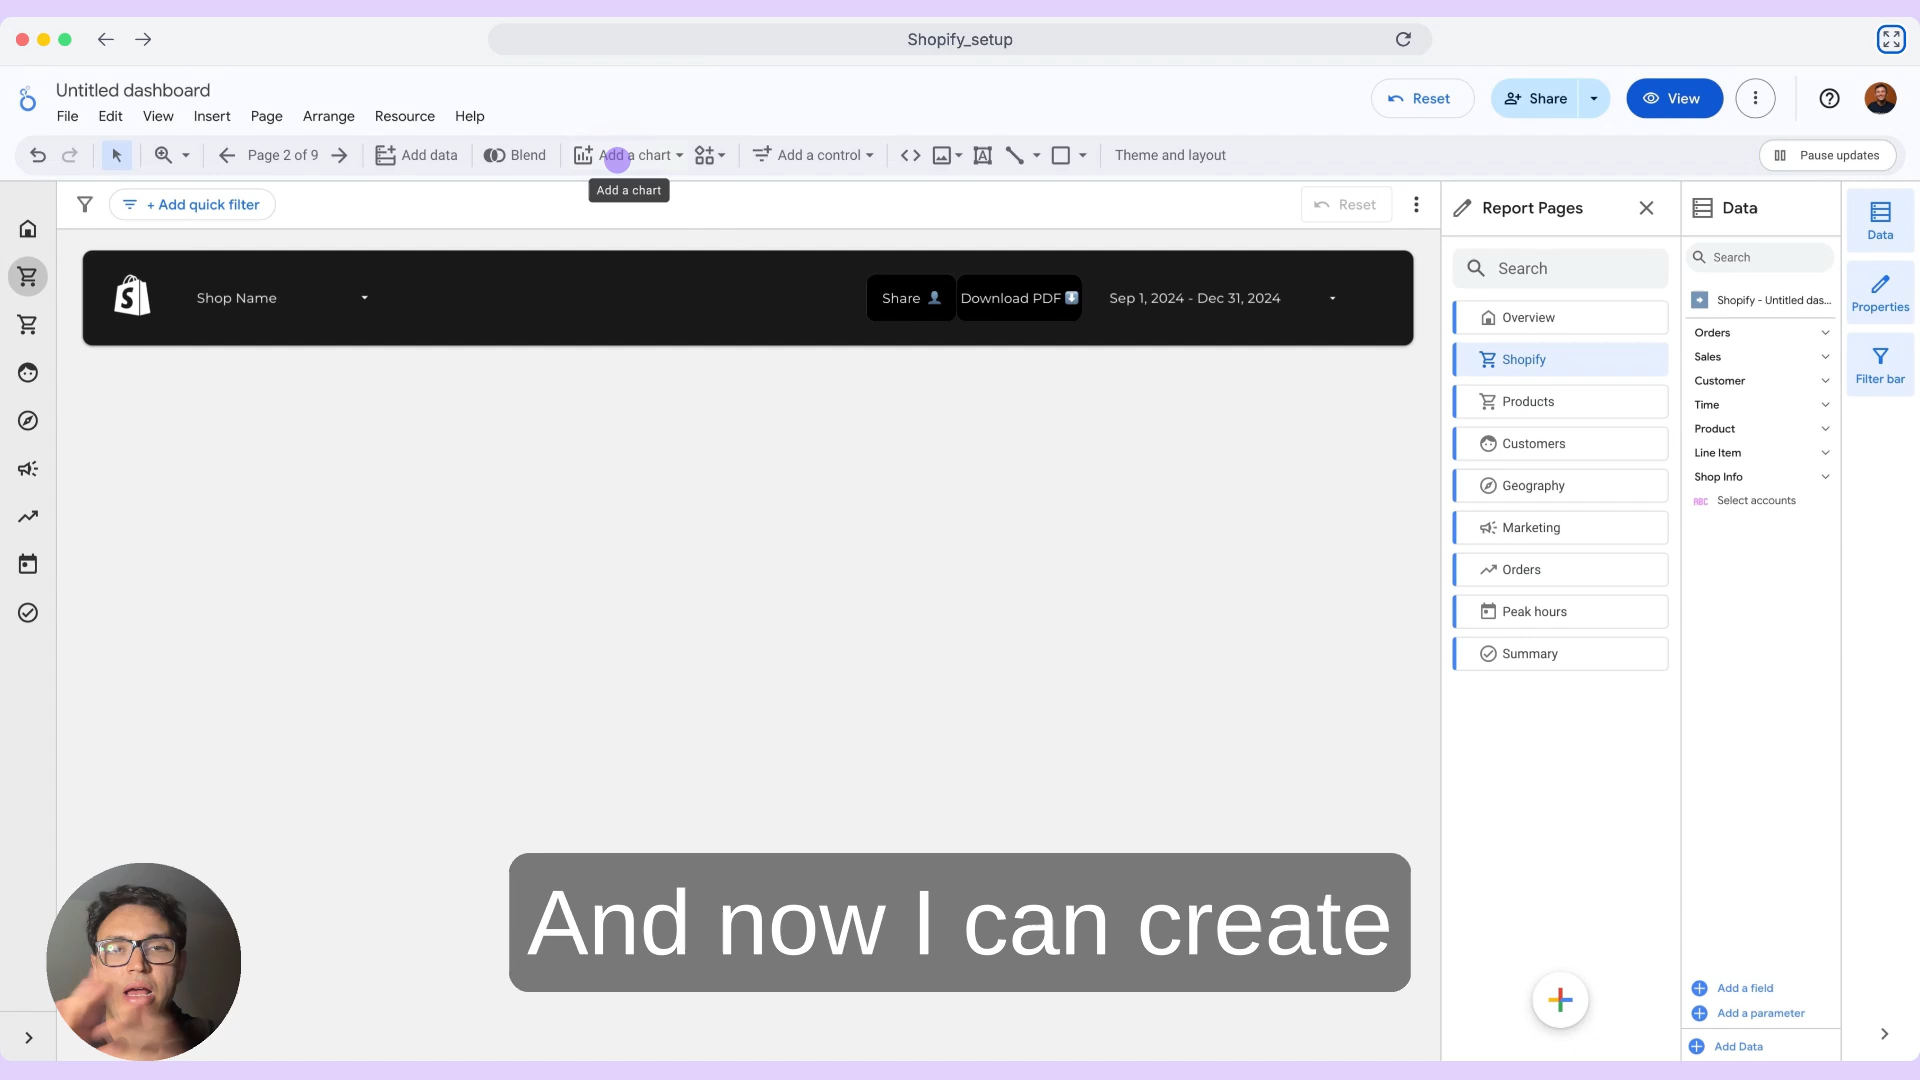 Shopify_setup
Untitled dashboard
File Edit View Insert Page Arrange Resource Help
Reset
Share
View
Page 2 of 9
Add data
Blend
Add a chart
Add a control
Theme and layout
Pause updates
Add a chart
+ Add quick filter
Reset
Shop Name
Share
Download PDF
Sep 1, 2024 - Dec 31, 2024
Report Pages
Search
Overview
Shopify
Products
Customers
Geography
Marketing
Orders
Peak hours
Summary
Data
Search
Shopify - Untitled das...
Orders
Sales
Customer
Time
Product
Line Item
Shop Info
ABC Select accounts
Add a field
Add a parameter
Add Data
Data
Properties
Filter bar
And now I can create